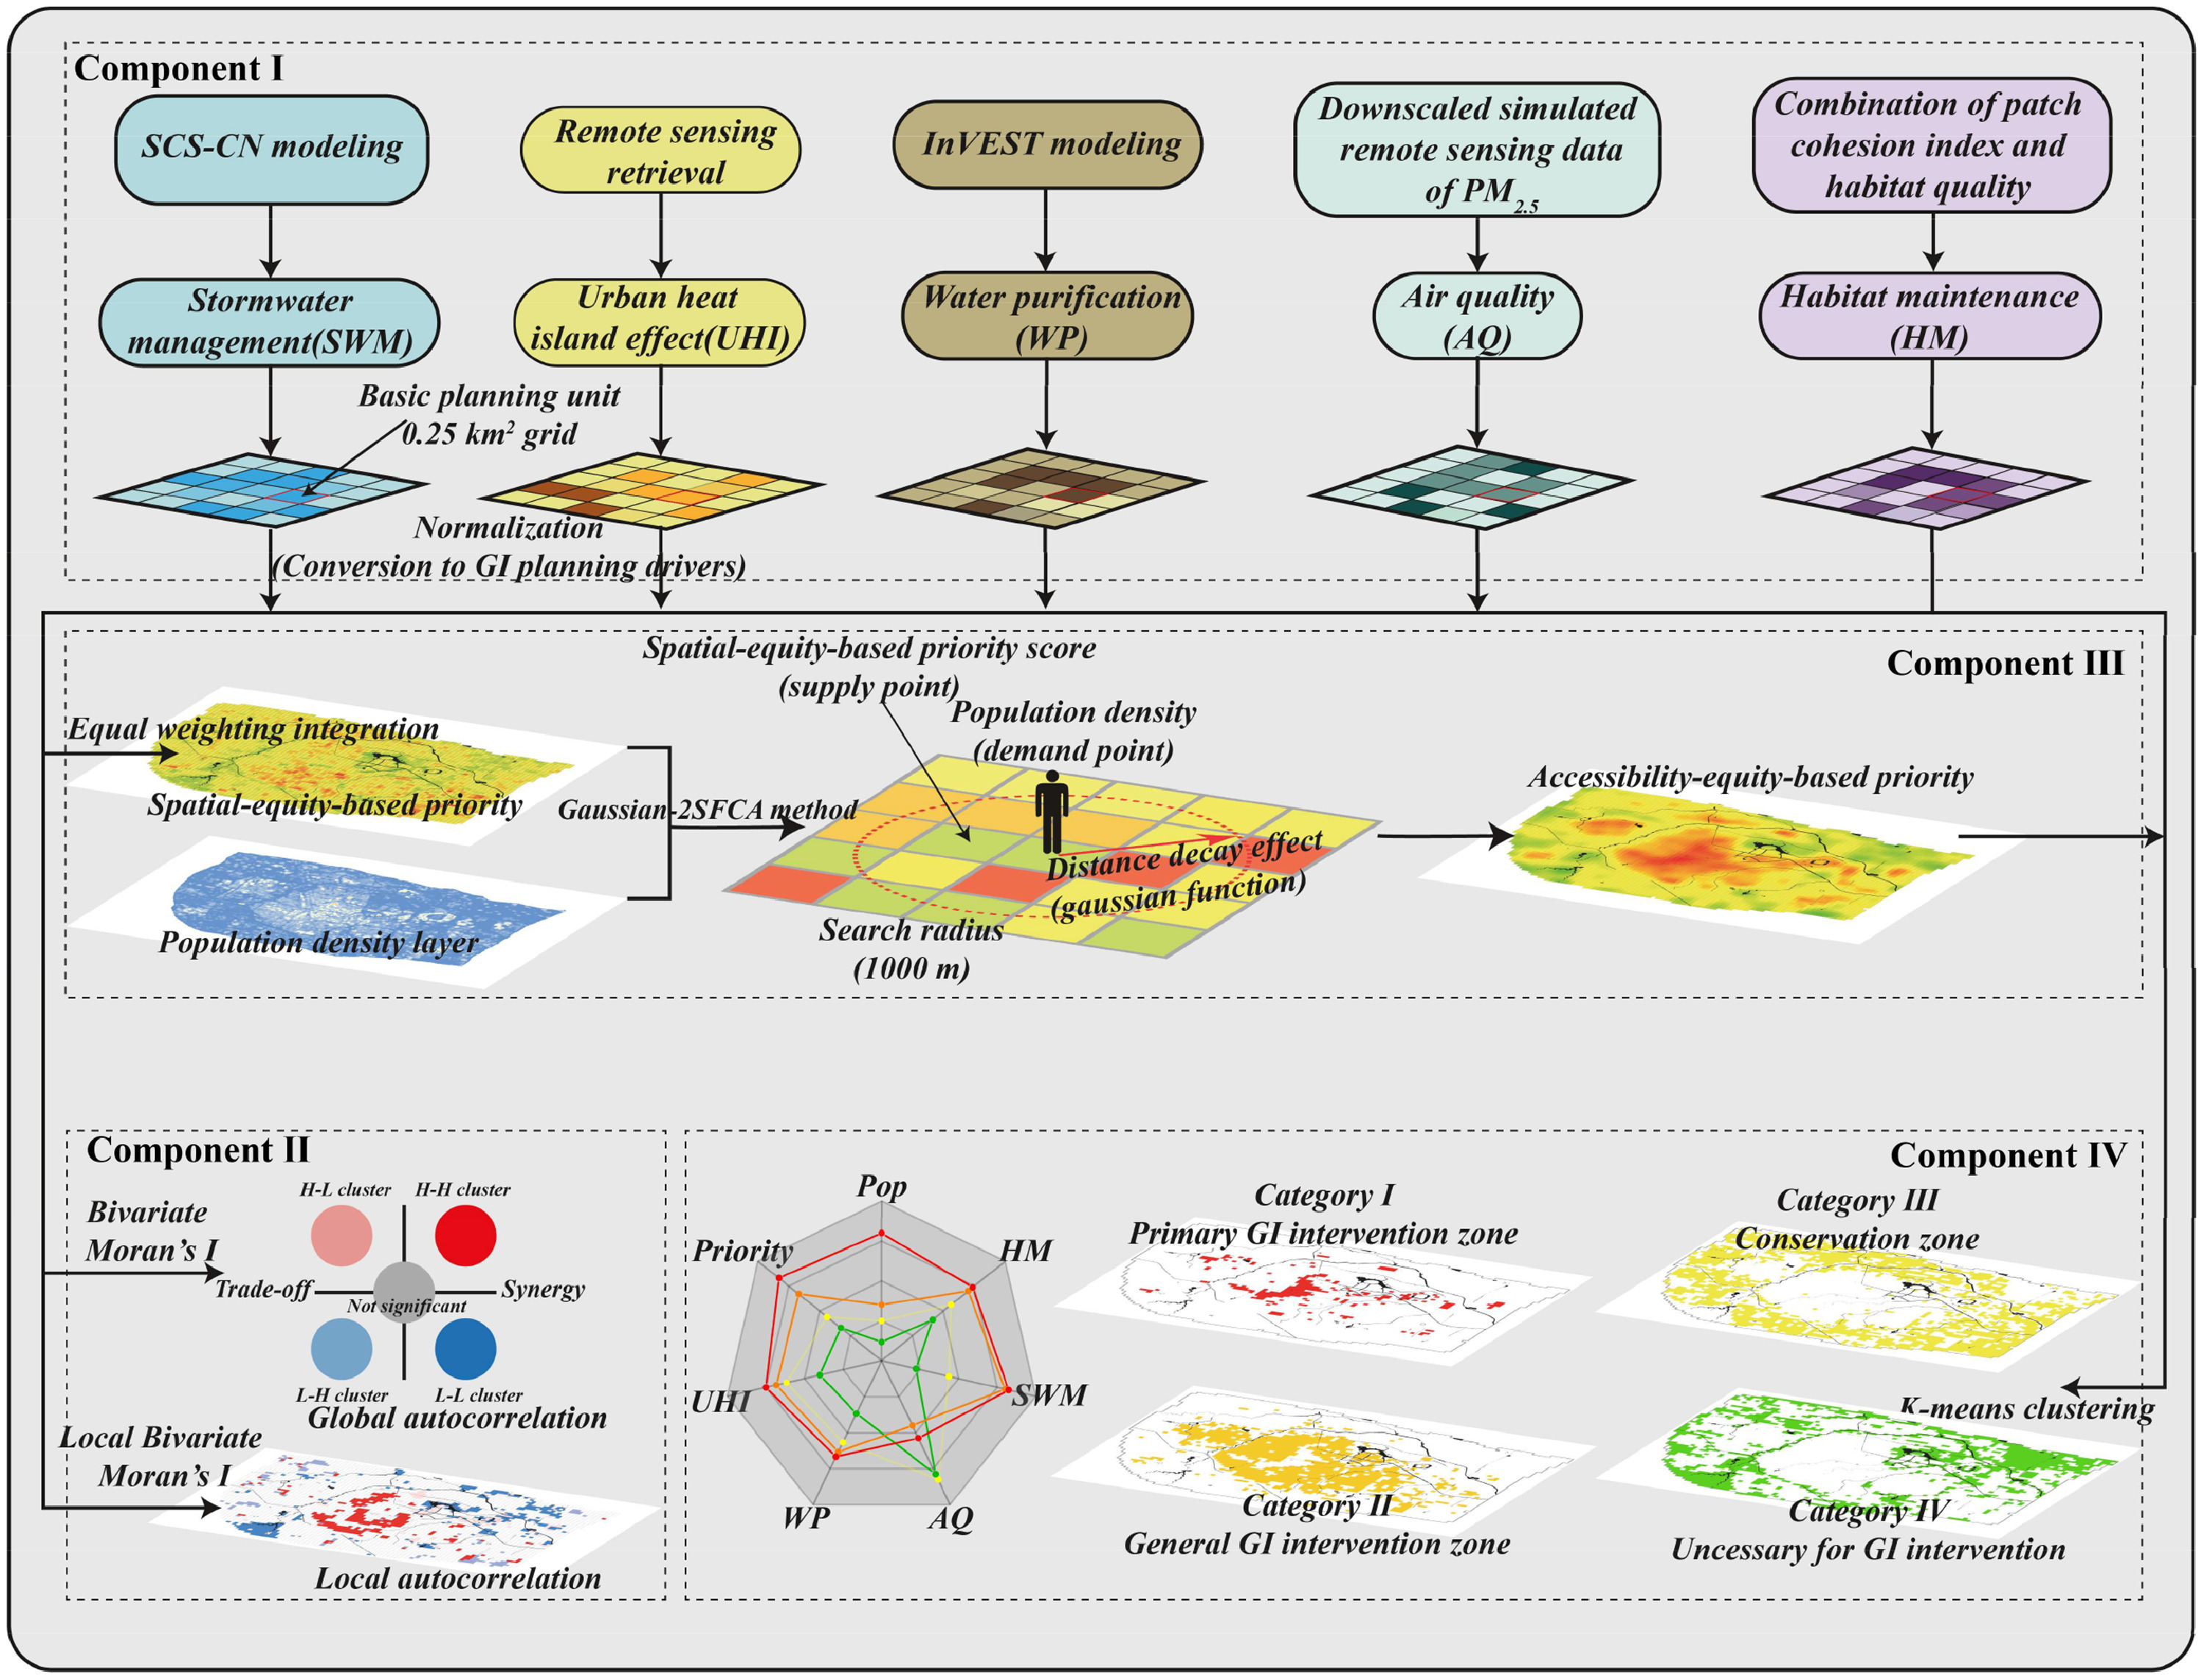 Component I
SCS-CN modeling
Remote sensing
retrieval
InVEST modeling
Downscaled simulated
remote sensing data
of PM2.5
Combination of patch
cohesion index and
habitat quality
Stormwater
management(SWM)
Urban heat
island effect(UHI)
Water purification
(WP)
Air quality
(AQ)
Habitat maintenance
(HM)
Basic planning unit
0.25 km² grid
Normalization
(Conversion to GI planning drivers)
Component III
Spatial-equity-based priority score
(supply point)
Population density
(demand point)
Equal weighting integration
Spatial-equity-based priority
Population density layer
Gaussian-2SFCA method
Distance decay effect
(gaussian function)
Search radius
(1000 m)
Accessibility-equity-based priority
Component II
Bivariate
Moran's I
H-L cluster
H-H cluster
Trade-off
Synergy
Not significant
L-H cluster
L-L cluster
Global autocorrelation
Local Bivariate
Moran's I
Local autocorrelation
Component IV
Pop
Priority
HM
UHI
SWM
WP
AQ
Category I
Primary GI intervention zone
Category III
Conservation zone
K-means clustering
Category II
General GI intervention zone
Category IV
Uncessary for GI intervention